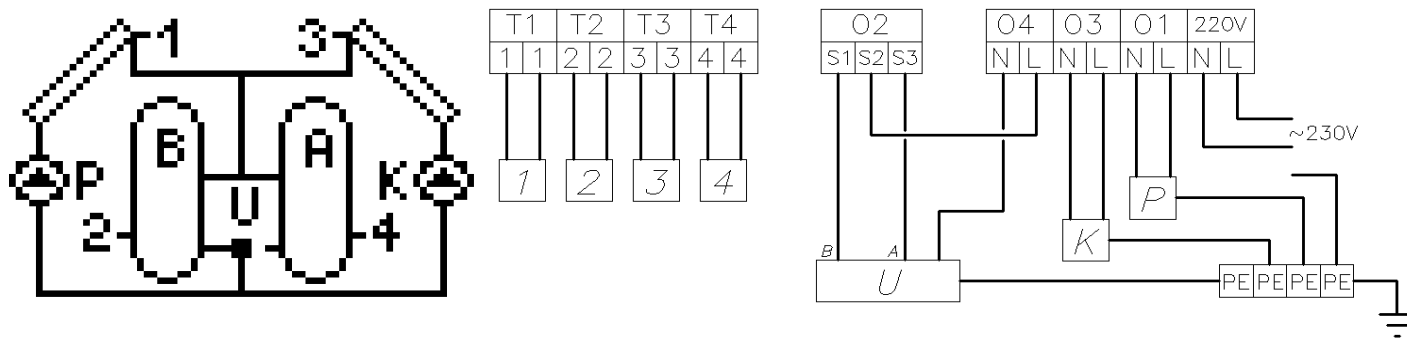 1 3
B A
P K
U
2 4
T1 T2 T3 T4
1 1 2 2 3 3 4 4
1 2 3 4
O2 O4 O3 O1 220V
S1 S2 S3 N L N L N L N L
~230V
P
K
B A
U
PE PE PE PE